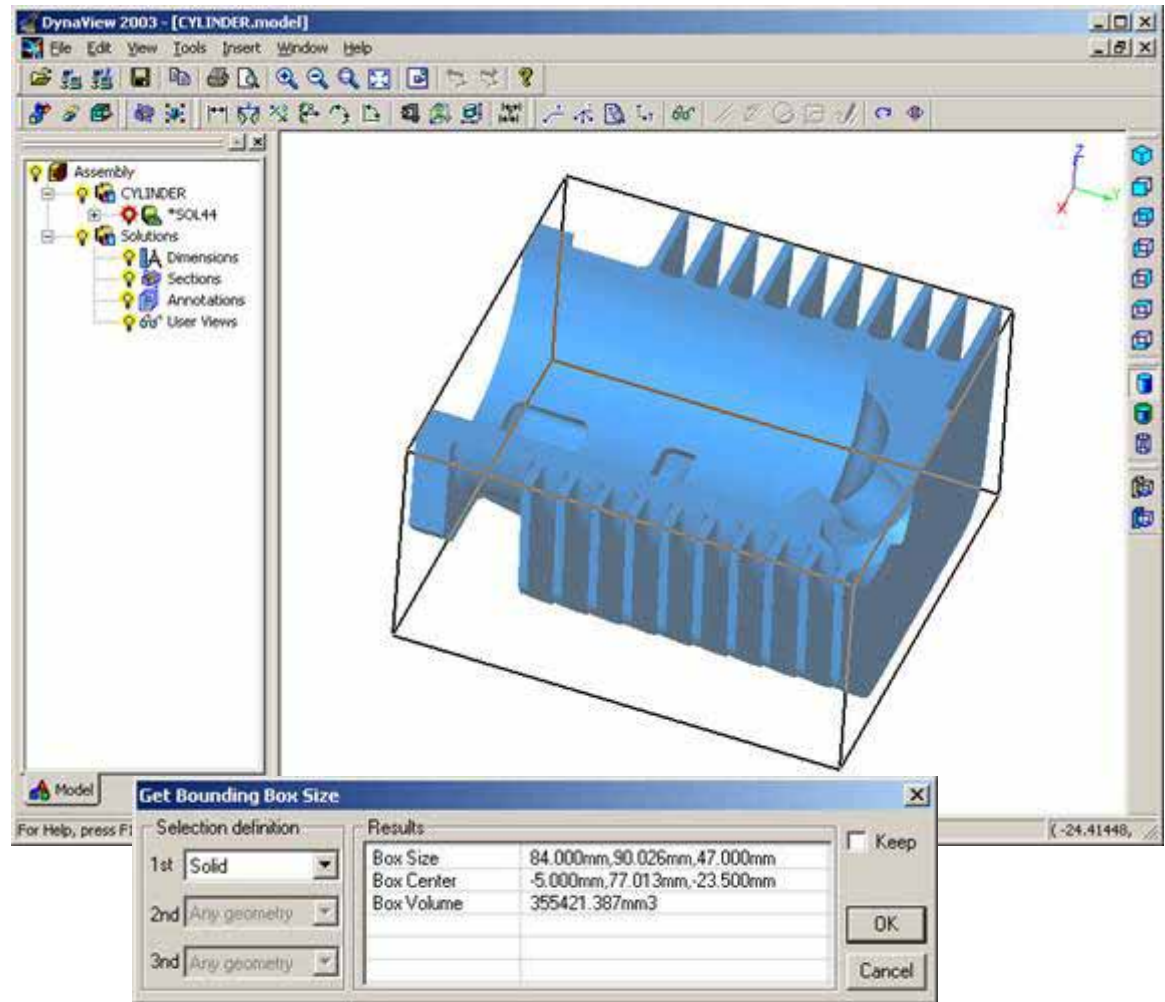 DynaView 2003 - [CYLINDER.model]
File Edit View Tools Insert Window Help
Assembly
CYLINDER
*SOL44
Solutions
Dimensions
Sections
Annotations
User Views
Z
Y
X
Model
For Help, press F1
(-24.41448,
Get Bounding Box Size
Selection definition
1st Solid
2nd Any geometry
3rd Any geometry
Results
Box Size 84.000mm,90.026mm,47.000mm
Box Center -5.000mm,77.013mm,-23.500mm
Box Volume 355421.387mm3
Keep
OK
Cancel